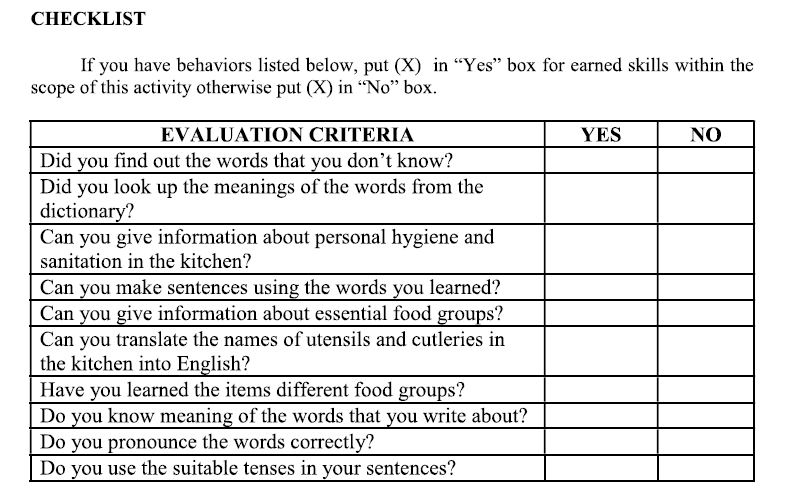 CHECKLIST
If you have behaviors listed below, put (X) in “Yes” box for earned skills within the
scope of this activity otherwise put (X) in “No” box.
EVALUATION CRITERIA YES NO
Did you find out the words that you don’t know?
Did you look up the meanings of the words from the
dictionary?
Can you give information about personal hygiene and
sanitation in the kitchen?
Can you make sentences using the words you learned?
Can you give information about essential food groups?
Can you translate the names of utensils and cutleries in
the kitchen into English?
Have you learned the items different food groups?
Do you know meaning of the words that you write about?
Do you pronounce the words correctly?
Do you use the suitable tenses in your sentences?